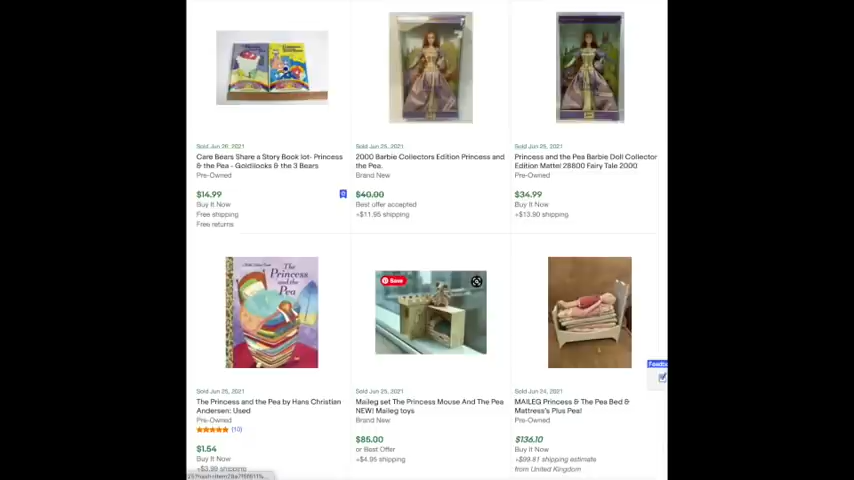 Sold Jun 26, 2021
Care Bears Share a Story Book lot- Princess
& the Pea - Goldilocks & the 3 Bears
Pre-Owned
$14.99
Buy It Now
Free shipping
Free returns
Sold Jun 25, 2021
2000 Barbie Collectors Edition Princess and
the Pea.
Brand New
$40.00
Best offer accepted
+$11.95 shipping
Sold Jun 25, 2021
Princess and the Pea Barbie Doll Collector
Edition Mattel 28800 Fairy Tale 2000
Pre-Owned
$34.99
Buy It Now
+$13.90 shipping
The
Princess
and the
Pea
Sold Jun 25, 2021
The Princess and the Pea by Hans Christian
Andersen: Used
Pre-Owned
(10)
$1.54
Buy It Now
+$3.98 shipping
Save
Sold Jun 25, 2021
Maileg set The Princess Mouse And The Pea
NEW! Maileg toys
Brand New
$85.00
or Best Offer
+$4.95 shipping
Sold Jun 24, 2021
MAILEG Princess & The Pea Bed &
Mattress's Plus Pea!
Pre-Owned
$136.10
Buy It Now
+$99.81 shipping estimate
from United Kingdom